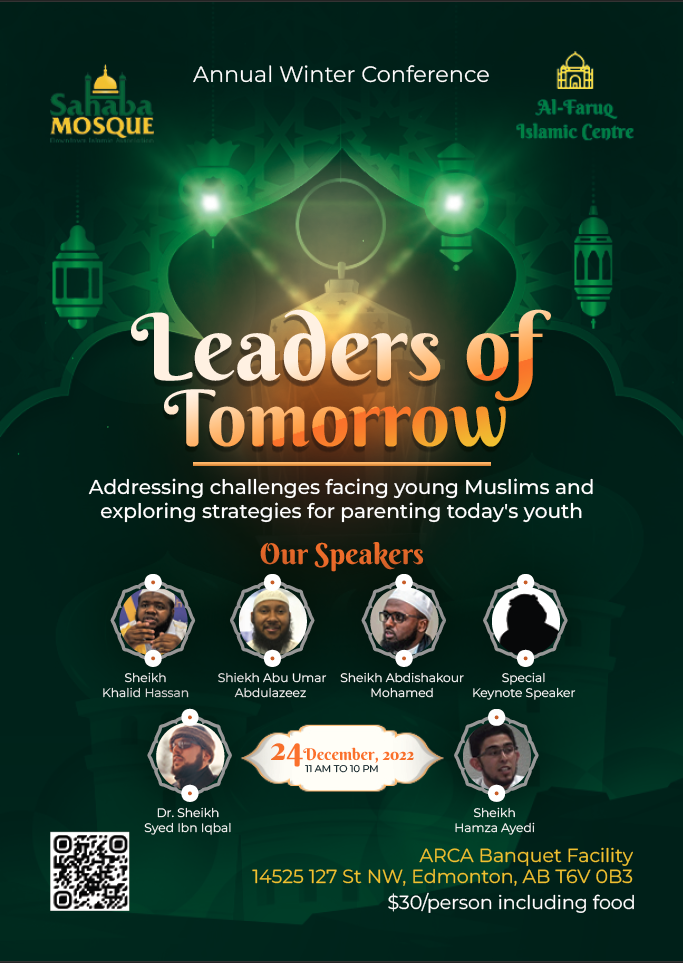 Annual Winter Conference
Sahaba
MOSQUE
Al-Faruq
Islamic Centre
Leaders of
Tomorrow
Addressing challenges facing young Muslims and
exploring strategies for parenting today's youth
Our Speakers
Sheikh
Khalid Hassan
Shiekh Abu Umar
Abdulazeez
Sheikh Abdishakour
Mohamed
Special
Keynote Speaker
24 December, 2022
11 AM TO 10 PM
Dr. Sheikh
Syed Ibn Iqbal
Sheikh
Hamza Ayedi
ARCA Banquet Facility
14525 127 St NW, Edmonton, AB T6V 0B3
$30/person including food